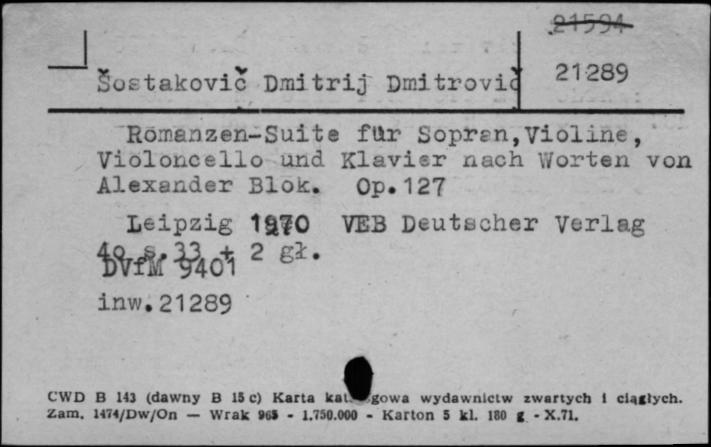 21594
Šostakovič Dmitrij Dmitrovič 21289
Romanzen-Suite für Sopran, Violine,
Violoncello und Klavier nach Worten von
Alexander Blok. Op.127
Leipzig 1970 VEB Deutscher Verlag
4o s.33 + 2 gł.
DVfM 9401
inw.21289
CWD B 143 (dawny B 15 c) Karta katalogowa wydawnictw zwartych i ciągłych.
Zam. 1474/Dw/On — Wrak 965 - 1.750.000 - Karton 5 kl. 180 g - X.71.